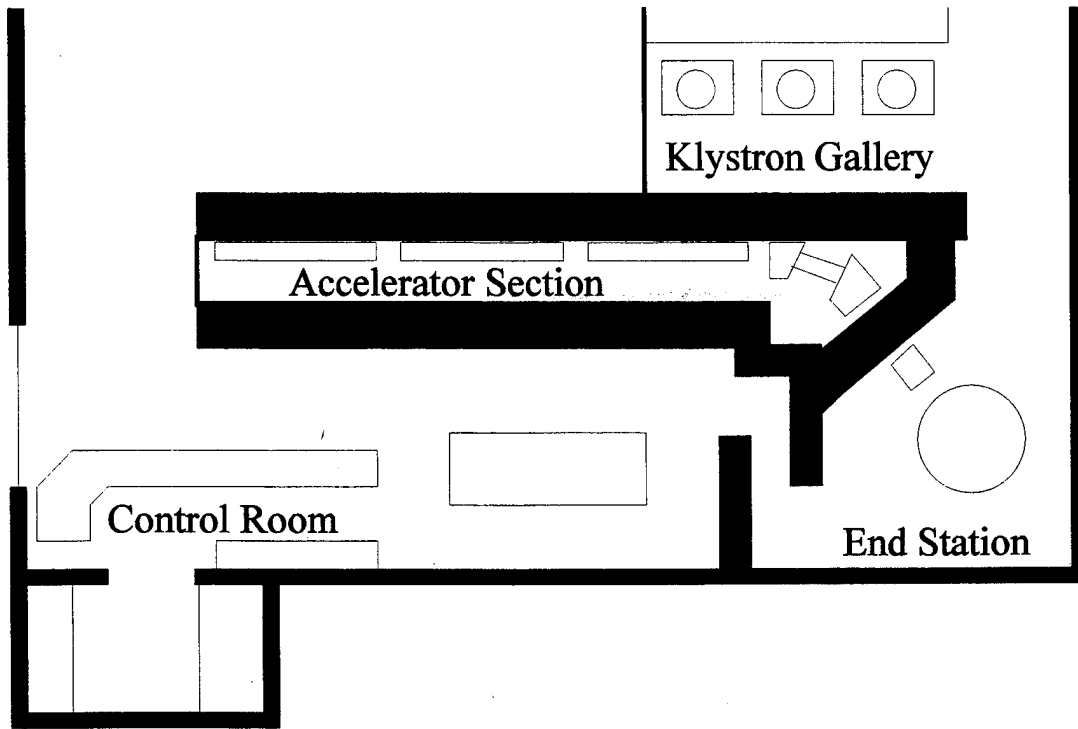 Klystron Gallery
Accelerator Section
Control Room
End Station